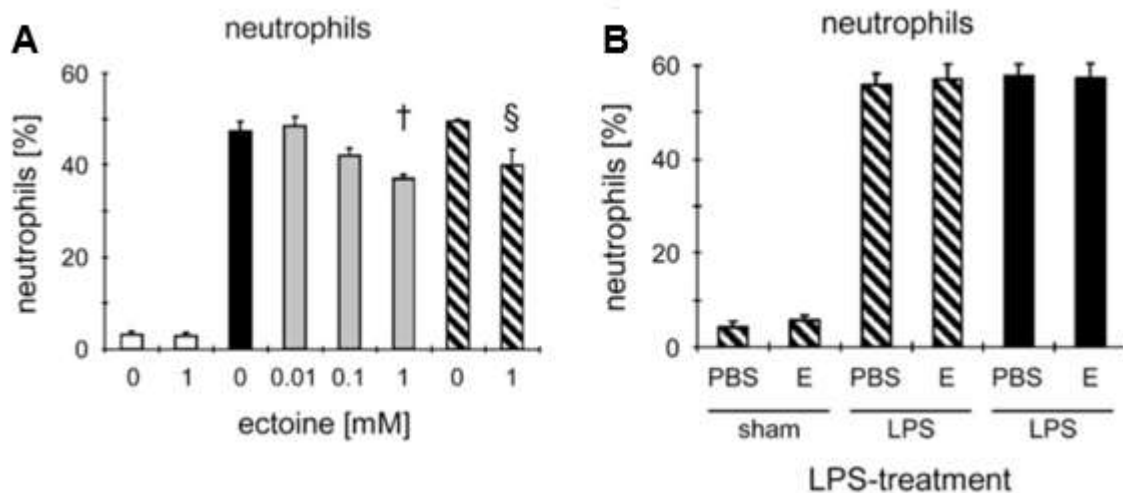 A
neutrophils
neutrophils [%]
60
40
20
0
†
§
0 1 0 0.01 0.1 1 0 1
ectoine [mM]
B
neutrophils
neutrophils [%]
60
40
20
0
PBS E PBS E PBS E
sham LPS LPS
LPS-treatment